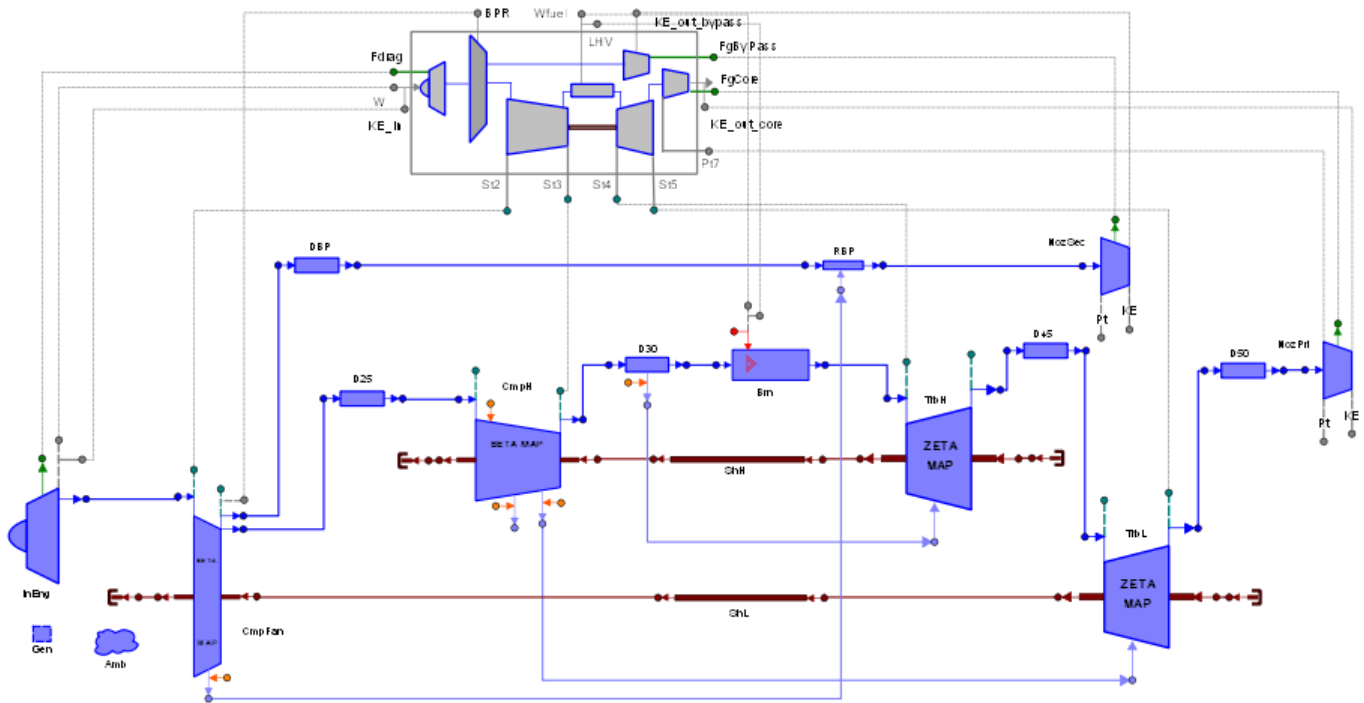 BPR
Wfuel
KE_out_bypass
LHV
Fdrag
FgByPass
FgCore
W
KE_in
KE_out_core
Pt7
St2
St3
St4
St5
DBP
RBP
NozSec
Pt
KE
D30
D45
D25
CmpH
Brn
TrbH
D50
NozPri
BETA MAP
ZETA
MAP
Pt
KE
ShH
TrbL
InEng
BETA
ZETA
MAP
ShL
MAP
CmpFan
Gen
Amb